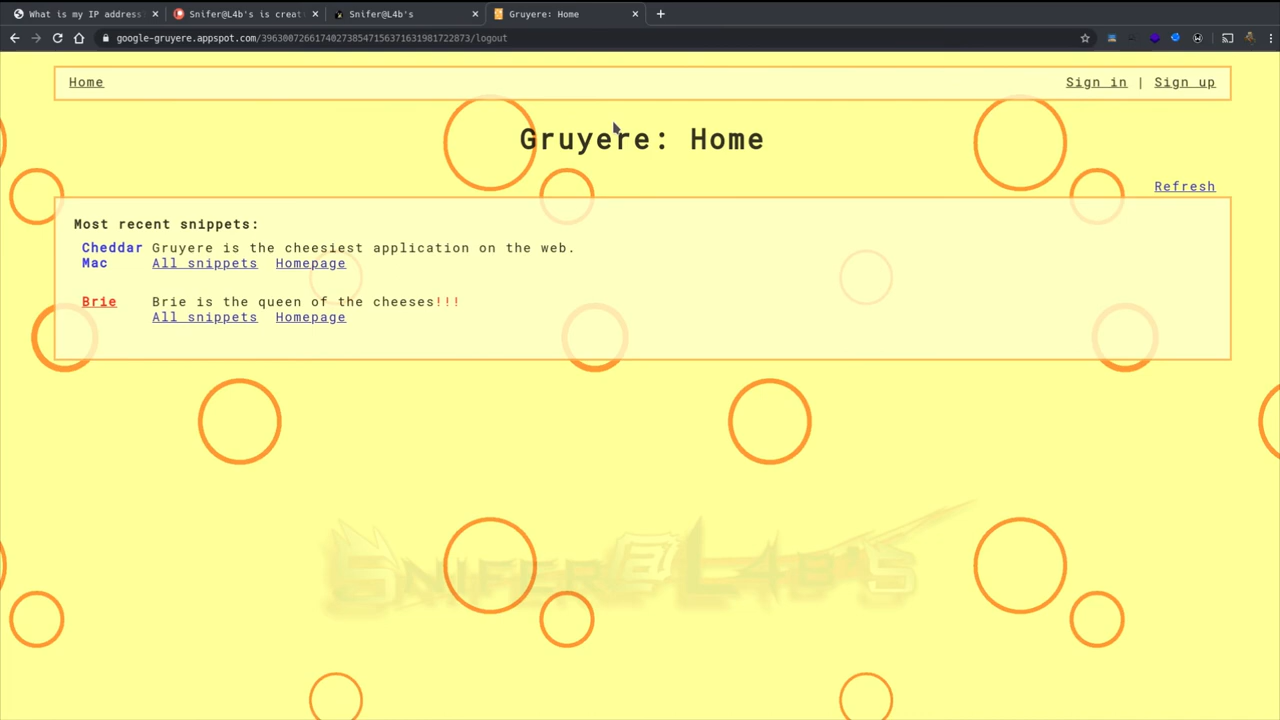 What is my IP address
Snifer@L4b's is creat
Snifer@L4b's
Gruyere: Home
google-gruyere.appspot.com/396300726617402738547156371631981722873/logout
Home
Sign in | Sign up
Gruyere: Home
Refresh
Most recent snippets:
Cheddar Gruyere is the cheesiest application on the web.
Mac All snippets Homepage
Brie Brie is the queen of the cheeses!!!
All snippets Homepage
Snifer@L4b's